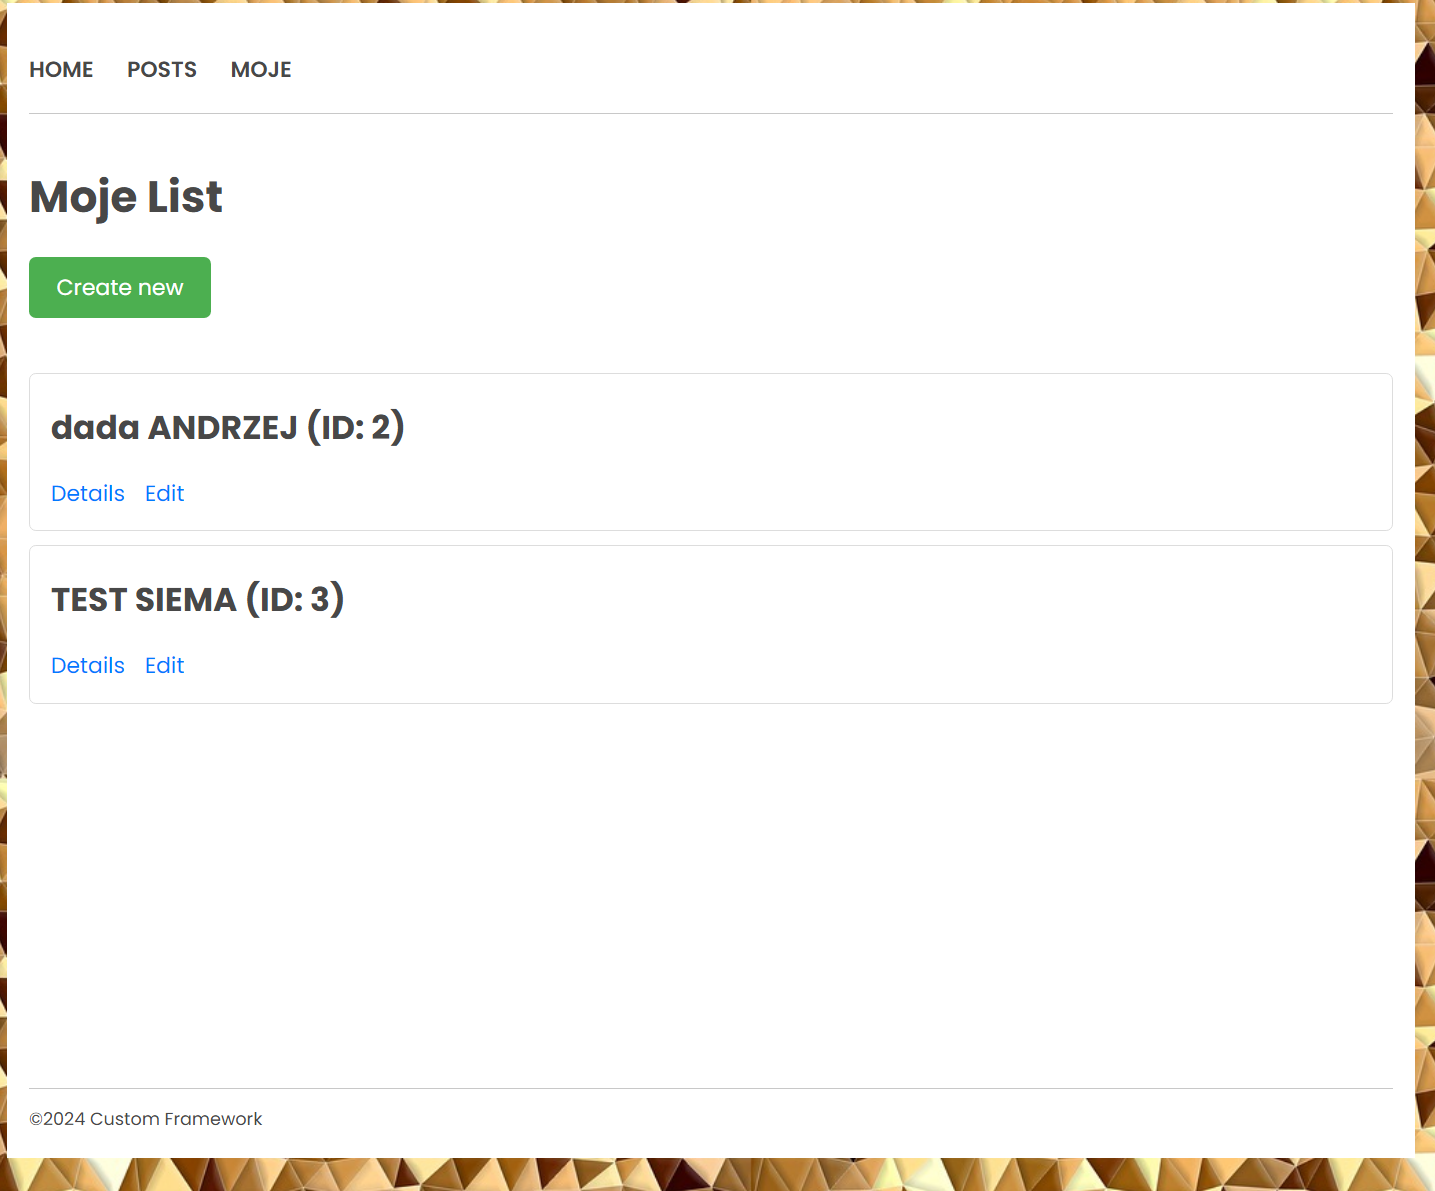 HOME POSTS MOJE
Moje List
Create new
dada ANDRZEJ (ID: 2)
Details Edit
TEST SIEMA (ID: 3)
Details Edit
©2024 Custom Framework